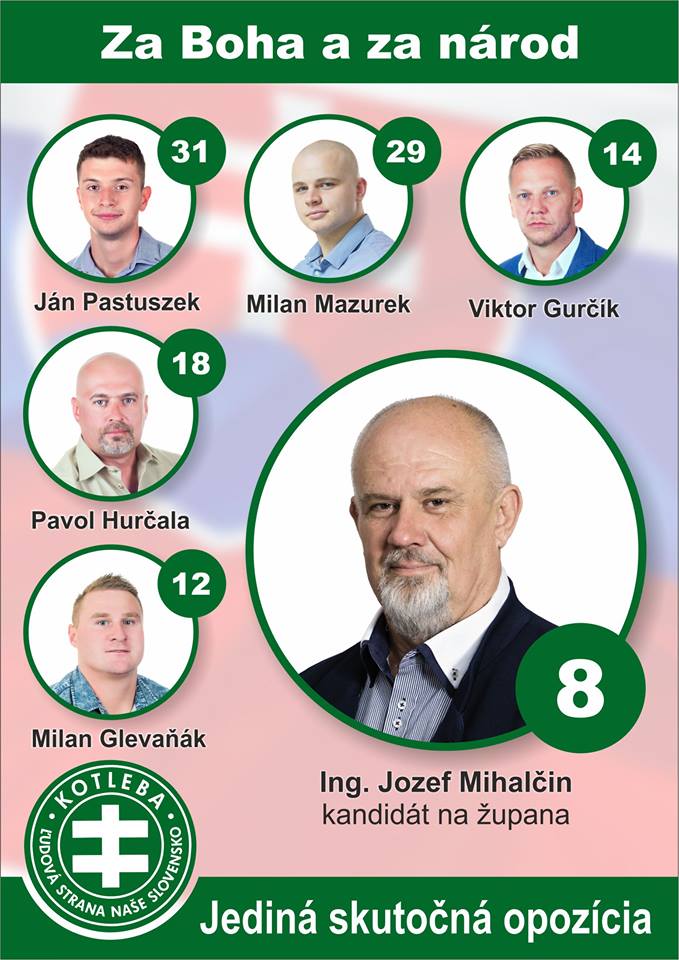 Za Boha a za národ
31
29
14
Ján Pastuszek
Milan Mazurek
Viktor Gurčík
18
Pavol Hurčala
12
Milan Glevaňák
8
Ing. Jozef Mihalčin
kandidát na župana
· KOTLEBA ·
ĽUDOVÁ STRANA NAŠE SLOVENSKO
Jediná skutočná opozícia